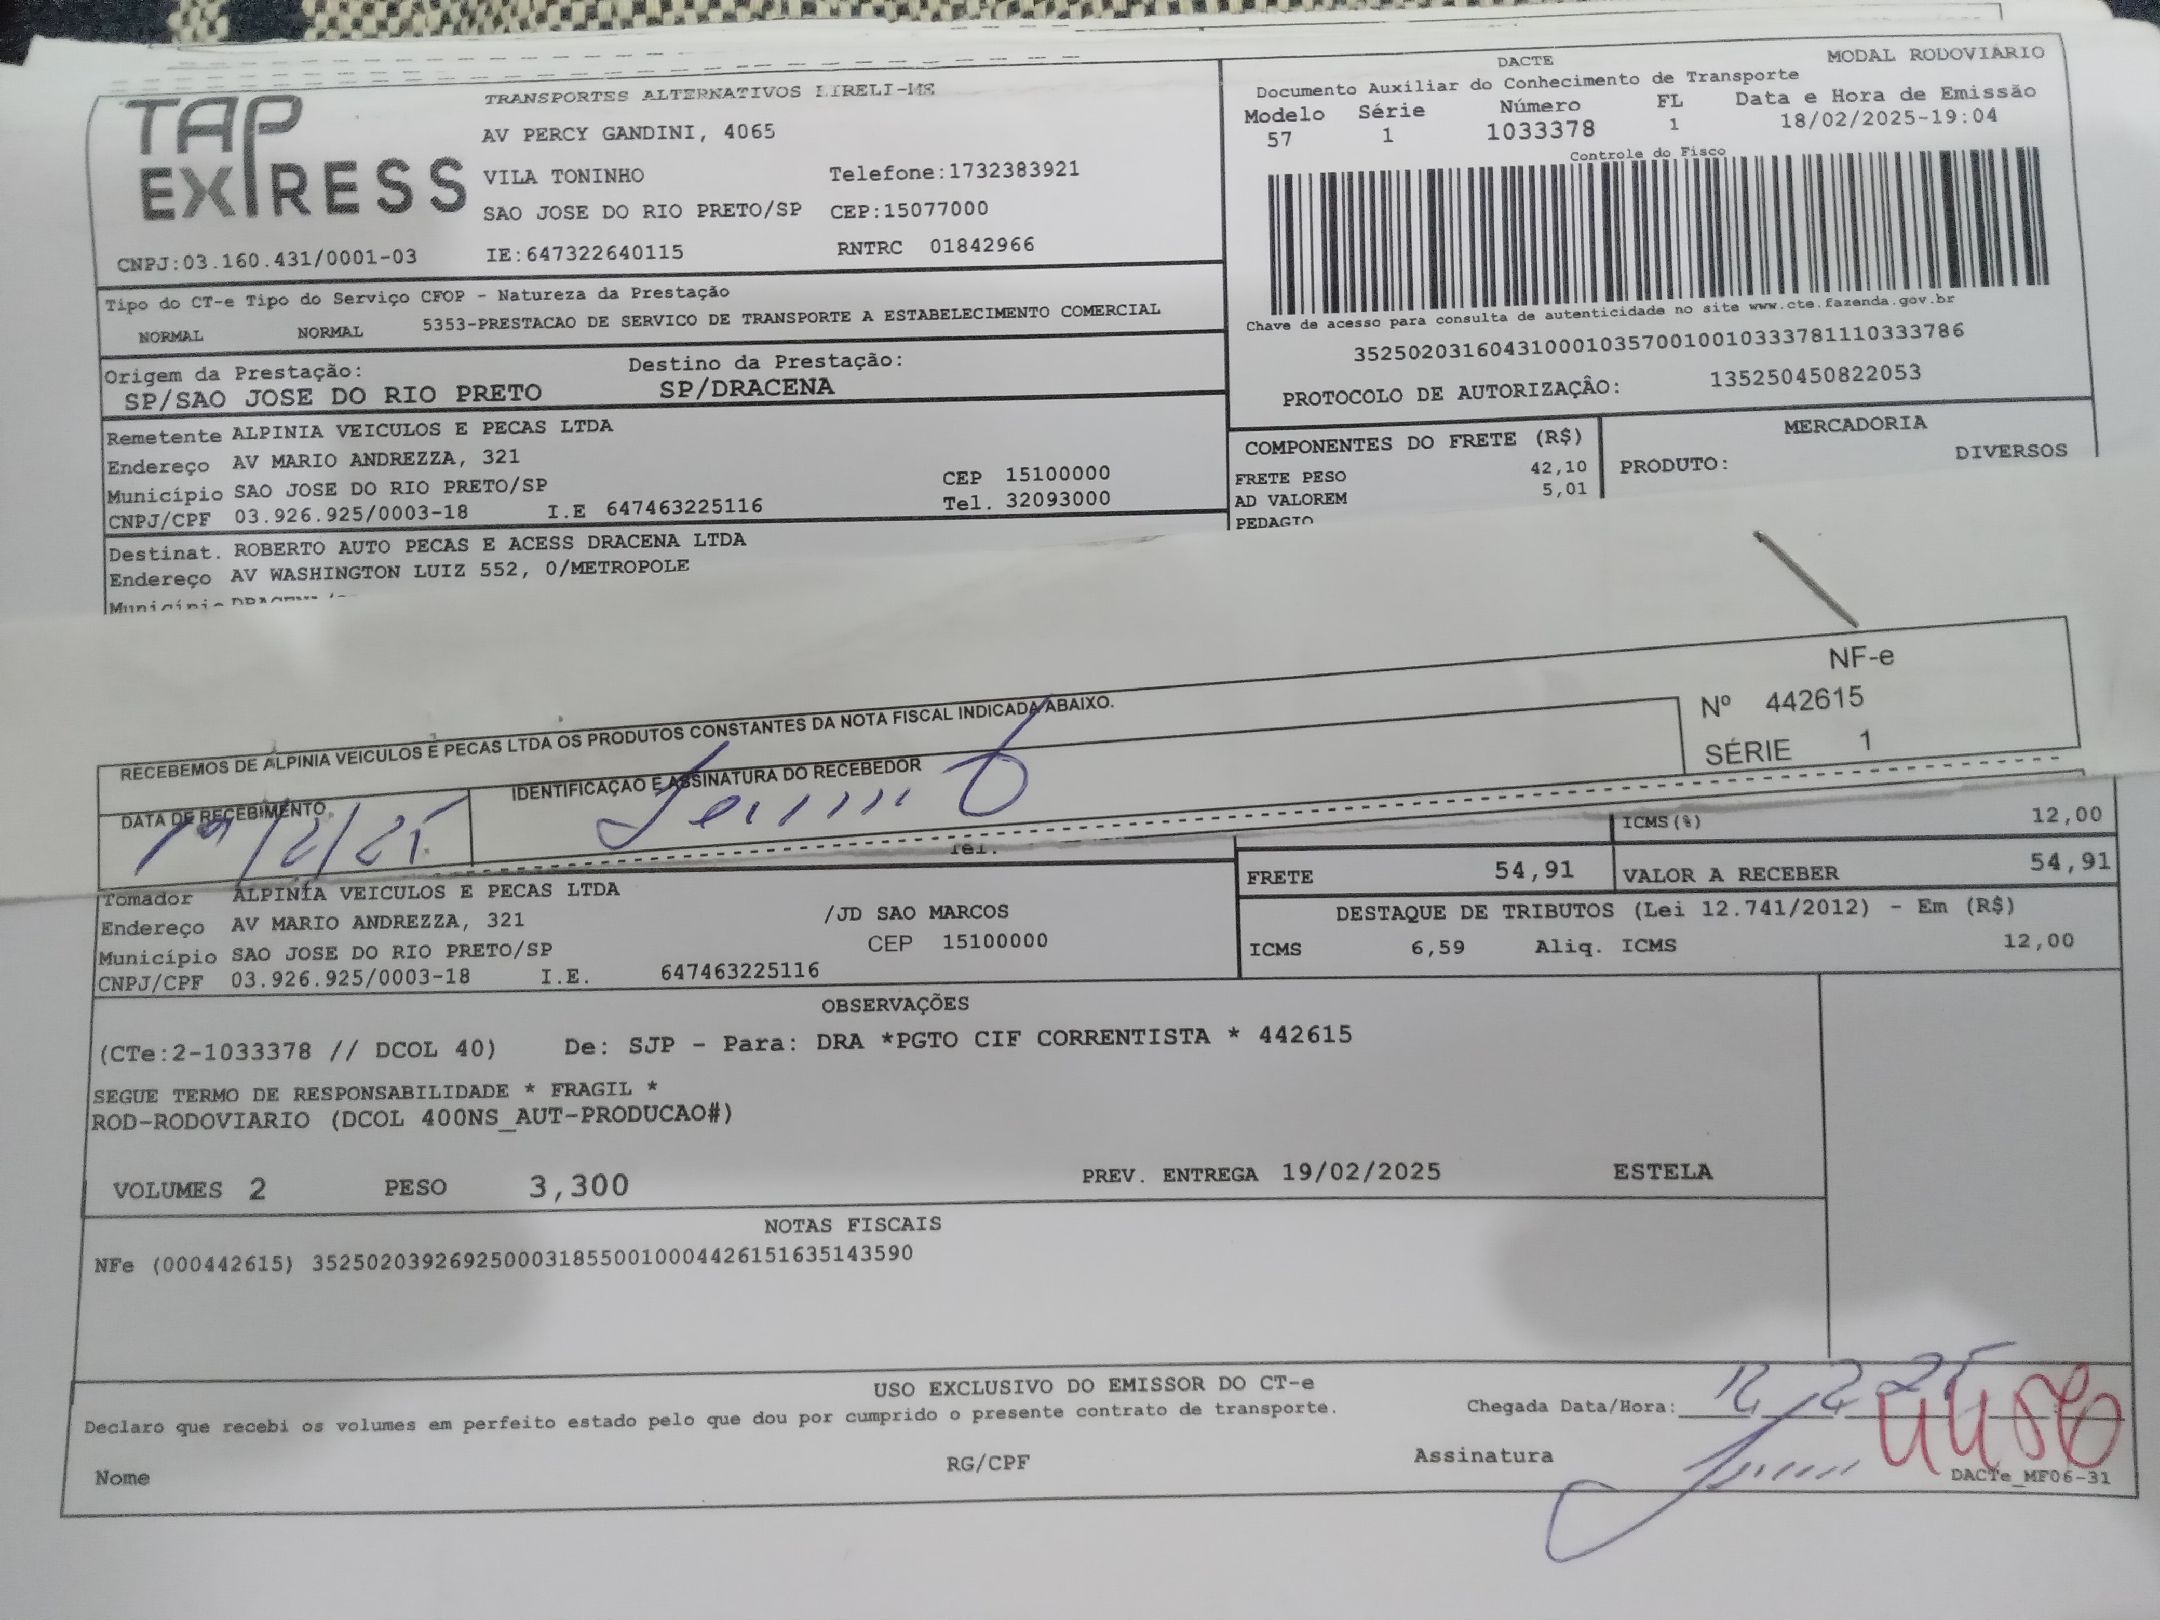 TAP EXPRESS
TRANSPORTES ALTERNATIVOS EIRELI-ME
AV PERCY GANDINI, 4065
VILA TONINHO Telefone:1732383921
SAO JOSE DO RIO PRETO/SP CEP:15077000
CNPJ:03.160.431/0001-03 IE:647322640115 RNTRC 01842966
DACTE MODAL RODOVIÁRIO
Documento Auxiliar do Conhecimento de Transporte
Modelo Série Número FL Data e Hora de Emissão
57 1 1033378 1 18/02/2025-19:04
Controle do Fisco
Chave de acesso para consulta de autenticidade no site www.cte.fazenda.gov.br
35250203160431000103570010010333781110333786
PROTOCOLO DE AUTORIZAÇÃO: 135250450822053
Tipo do CT-e Tipo do Serviço CFOP - Natureza da Prestação
NORMAL NORMAL 5353-PRESTACAO DE SERVICO DE TRANSPORTE A ESTABELECIMENTO COMERCIAL
Origem da Prestação: Destino da Prestação:
SP/SAO JOSE DO RIO PRETO SP/DRACENA
Remetente ALPINIA VEICULOS E PECAS LTDA
Endereço AV MARIO ANDREZZA, 321
Município SAO JOSE DO RIO PRETO/SP CEP 15100000
CNPJ/CPF 03.926.925/0003-18 I.E 647463225116 Tel. 32093000
COMPONENTES DO FRETE (R$)
FRETE PESO 42,10
AD VALOREM 5,01
PEDAGIO
MERCADORIA
PRODUTO: DIVERSOS
Destinat. ROBERTO AUTO PECAS E ACESS DRACENA LTDA
Endereço AV WASHINGTON LUIZ 552, 0/METROPOLE
Município
RECEBEMOS DE ALPINIA VEICULOS E PECAS LTDA OS PRODUTOS CONSTANTES DA NOTA FISCAL INDICADA ABAIXO.
DATA DE RECEBIMENTO IDENTIFICAÇÃO E ASSINATURA DO RECEBEDOR
19/2/25
NF-e
Nº 442615
SÉRIE 1
Tel.
ICMS(%) 12,00
FRETE 54,91 VALOR A RECEBER 54,91
Tomador ALPINIA VEICULOS E PECAS LTDA
Endereço AV MARIO ANDREZZA, 321 /JD SAO MARCOS
Município SAO JOSE DO RIO PRETO/SP CEP 15100000
CNPJ/CPF 03.926.925/0003-18 I.E. 647463225116
DESTAQUE DE TRIBUTOS (Lei 12.741/2012) - Em (R$)
ICMS 6,59 Aliq. ICMS 12,00
OBSERVAÇÕES
(CTe:2-1033378 // DCOL 40) De: SJP - Para: DRA *PGTO CIF CORRENTISTA * 442615
SEGUE TERMO DE RESPONSABILIDADE * FRAGIL *
ROD-RODOVIARIO (DCOL 400NS_AUT-PRODUCAO#)
VOLUMES 2 PESO 3,300 PREV. ENTREGA 19/02/2025 ESTELA
NOTAS FISCAIS
NFe (000442615) 35250203926925000318550010004426151635143590
USO EXCLUSIVO DO EMISSOR DO CT-e
Declaro que recebi os volumes em perfeito estado pelo que dou por cumprido o presente contrato de transporte.
Chegada Data/Hora:
Nome RG/CPF Assinatura
DACTe_MF06-31